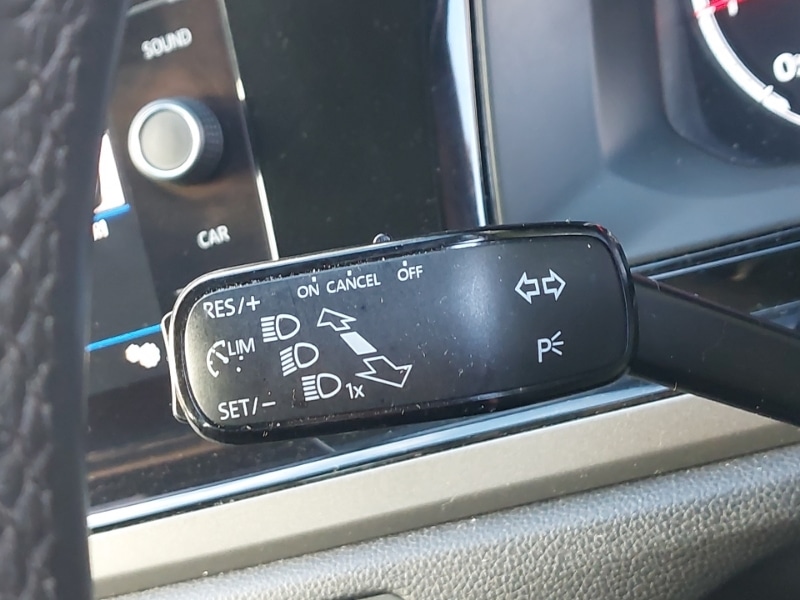 SOUND
CAR
ON CANCEL OFF
RES/+
LIM
1x
SET/-
P